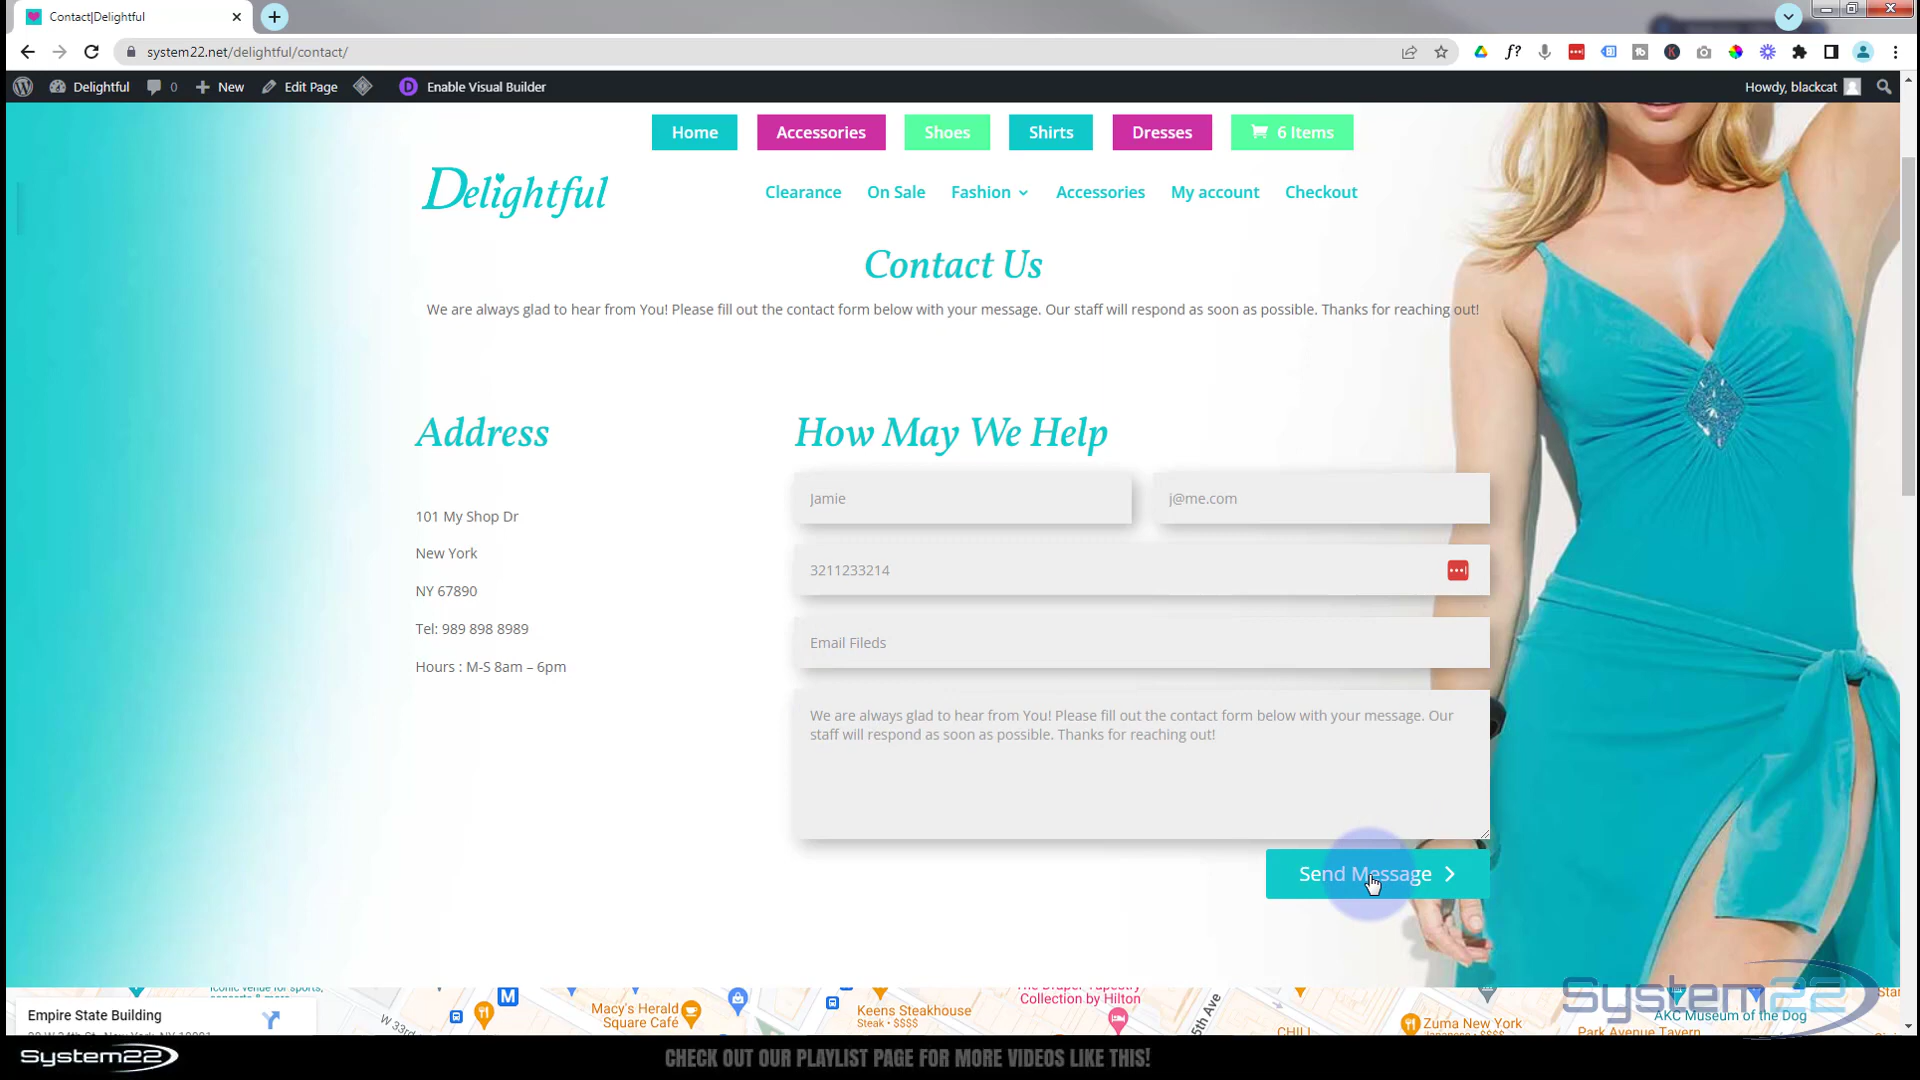 Contact|Delightful
system22.net/delightful/contact/
f?
Delightful
0
New
Edit Page
D
Enable Visual Builder
Howdy, blackcat
Home
Accessories
Shoes
Shirts
Dresses
6 Items
Delightful
Clearance
On Sale
Fashion
Accessories
My account
Checkout
Contact Us
We are always glad to hear from You! Please fill out the contact form below with your message. Our staff will respond as soon as possible. Thanks for reaching out!
Address
101 My Shop Dr
New York
NY 67890
Tel: 989 898 8989
Hours : M-S 8am – 6pm
How May We Help
Jamie
j@me.com
3211233214
Email Fileds
We are always glad to hear from You! Please fill out the contact form below with your message. Our
staff will respond as soon as possible. Thanks for reaching out!
Send Message
Empire State Building
M
W 33rd
Macy's Herald
Square Café
Keens Steakhouse
Steak • $$$$
Collection by Hilton
5th Ave
CHILL
Zuma New York
AKC Museum of the Dog
Park Avenue Tavern
System22
System22
CHECK OUT OUR PLAYLIST PAGE FOR MORE VIDEOS LIKE THIS!